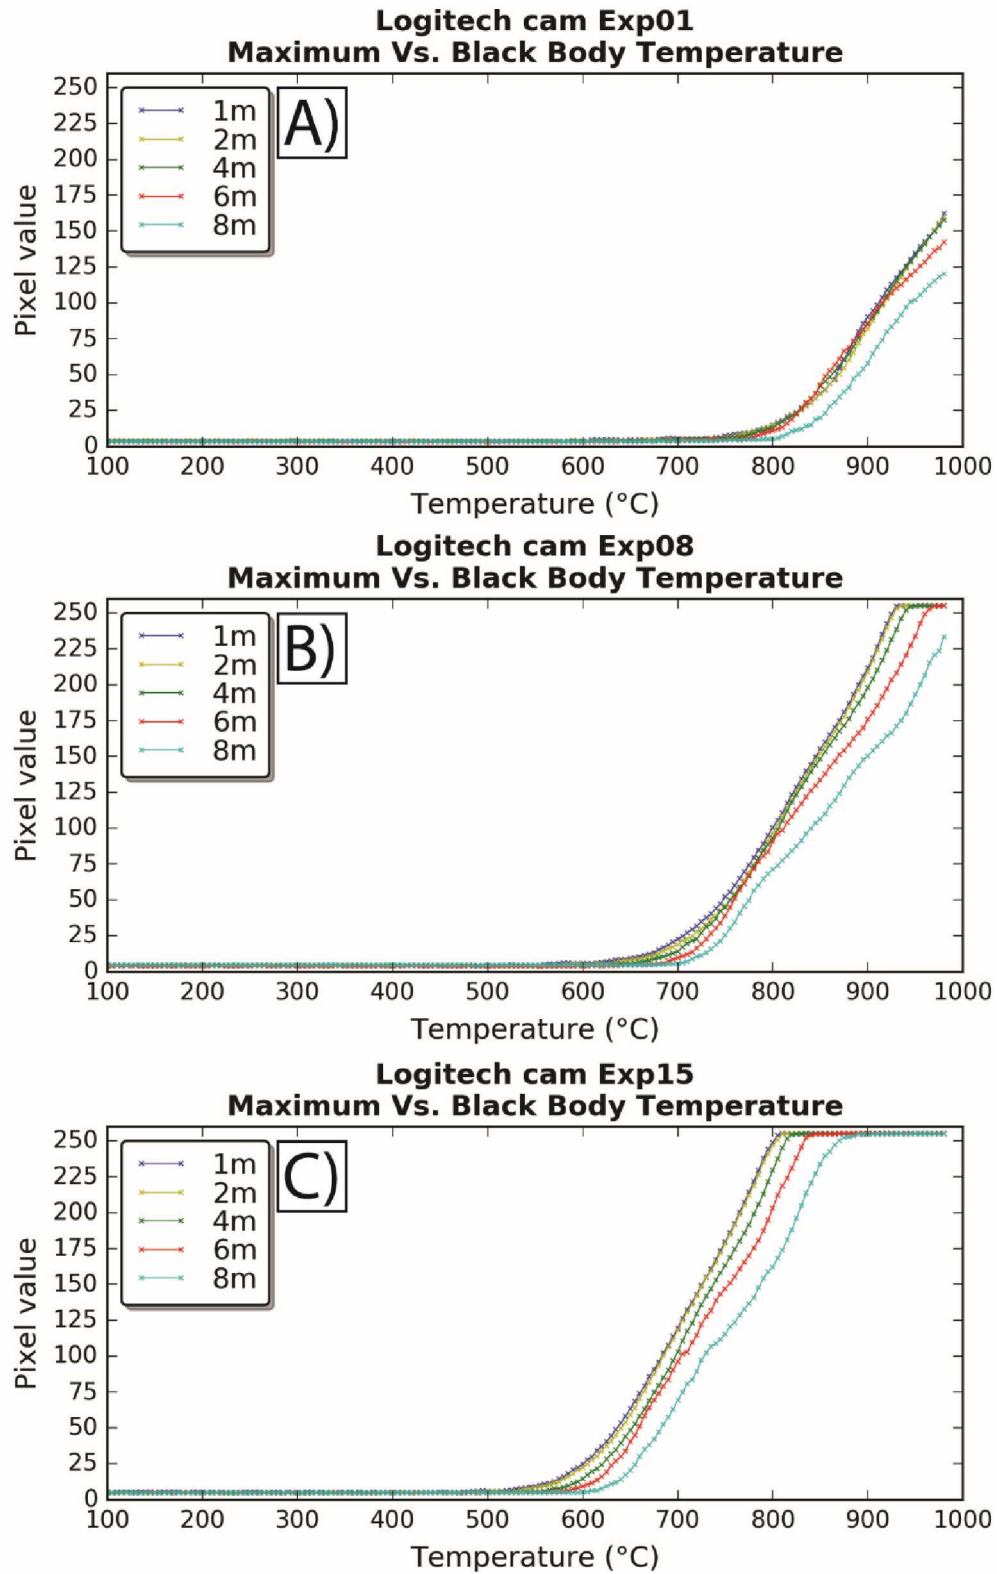 Logitech cam Exp01
Maximum Vs. Black Body Temperature
250
225
200
175
150
125
100
75
50
25
0
Pixel value
1m
2m
4m
6m
8m
A)
100 200 300 400 500 600 700 800 900 1000
Temperature (°C)
Logitech cam Exp08
Maximum Vs. Black Body Temperature
250
225
200
175
150
125
100
75
50
25
0
Pixel value
1m
2m
4m
6m
8m
B)
100 200 300 400 500 600 700 800 900 1000
Temperature (°C)
Logitech cam Exp15
Maximum Vs. Black Body Temperature
250
225
200
175
150
125
100
75
50
25
0
Pixel value
1m
2m
4m
6m
8m
C)
100 200 300 400 500 600 700 800 900 1000
Temperature (°C)